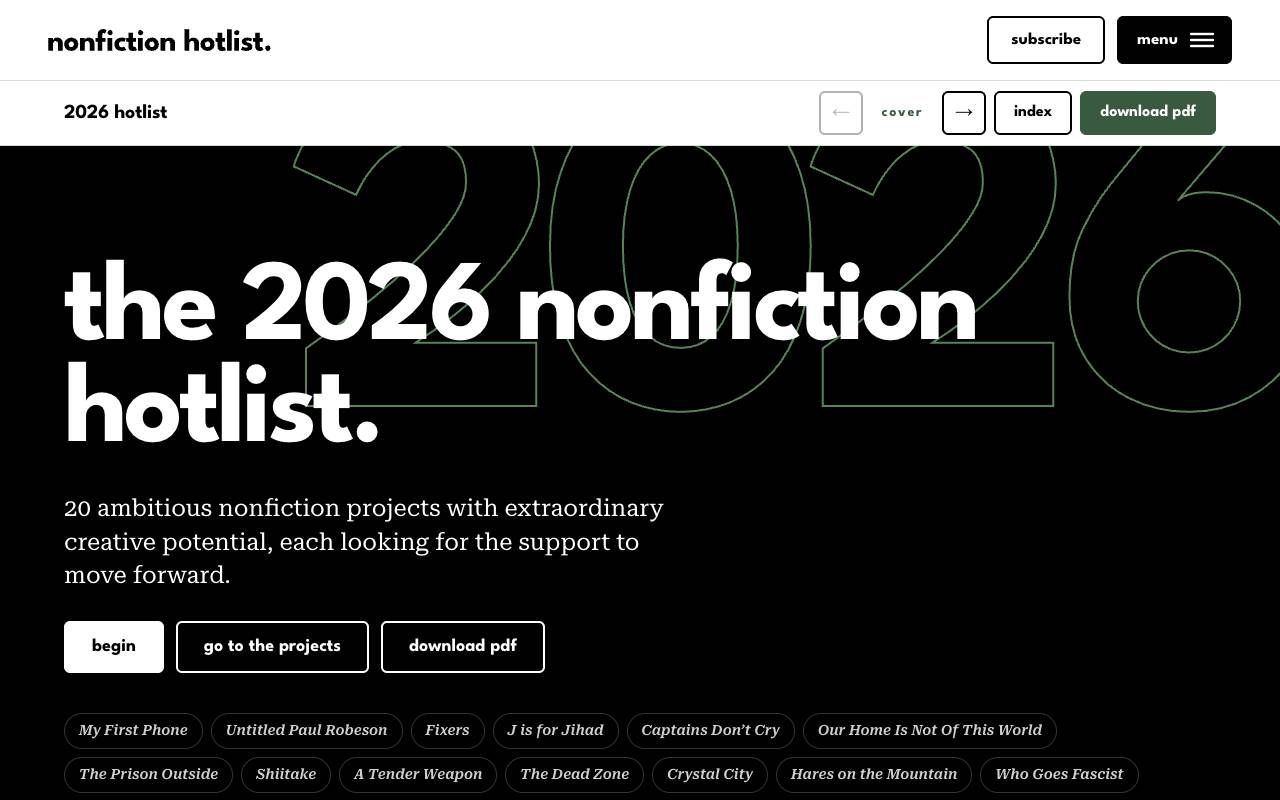 nonfiction hotlist.
subscribe
menu
2026 hotlist
←
cover
→
index
download pdf
2026
the 2026 nonfiction
hotlist.
20 ambitious nonfiction projects with extraordinary
creative potential, each looking for the support to
move forward.
begin
go to the projects
download pdf
My First Phone
Untitled Paul Robeson
Fixers
J is for Jihad
Captains Don’t Cry
Our Home Is Not Of This World
The Prison Outside
Shiitake
A Tender Weapon
The Dead Zone
Crystal City
Hares on the Mountain
Who Goes Fascist